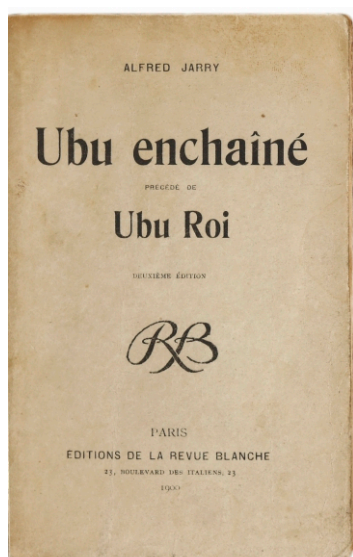 ALFRED JARRY
Ubu enchaîné
PRÉCÉDÉ DE
Ubu Roi
DEUXIÈME ÉDITION
RB
PARIS
ÉDITIONS DE LA REVUE BLANCHE
23, BOULEVARD DES ITALIENS, 23
1900